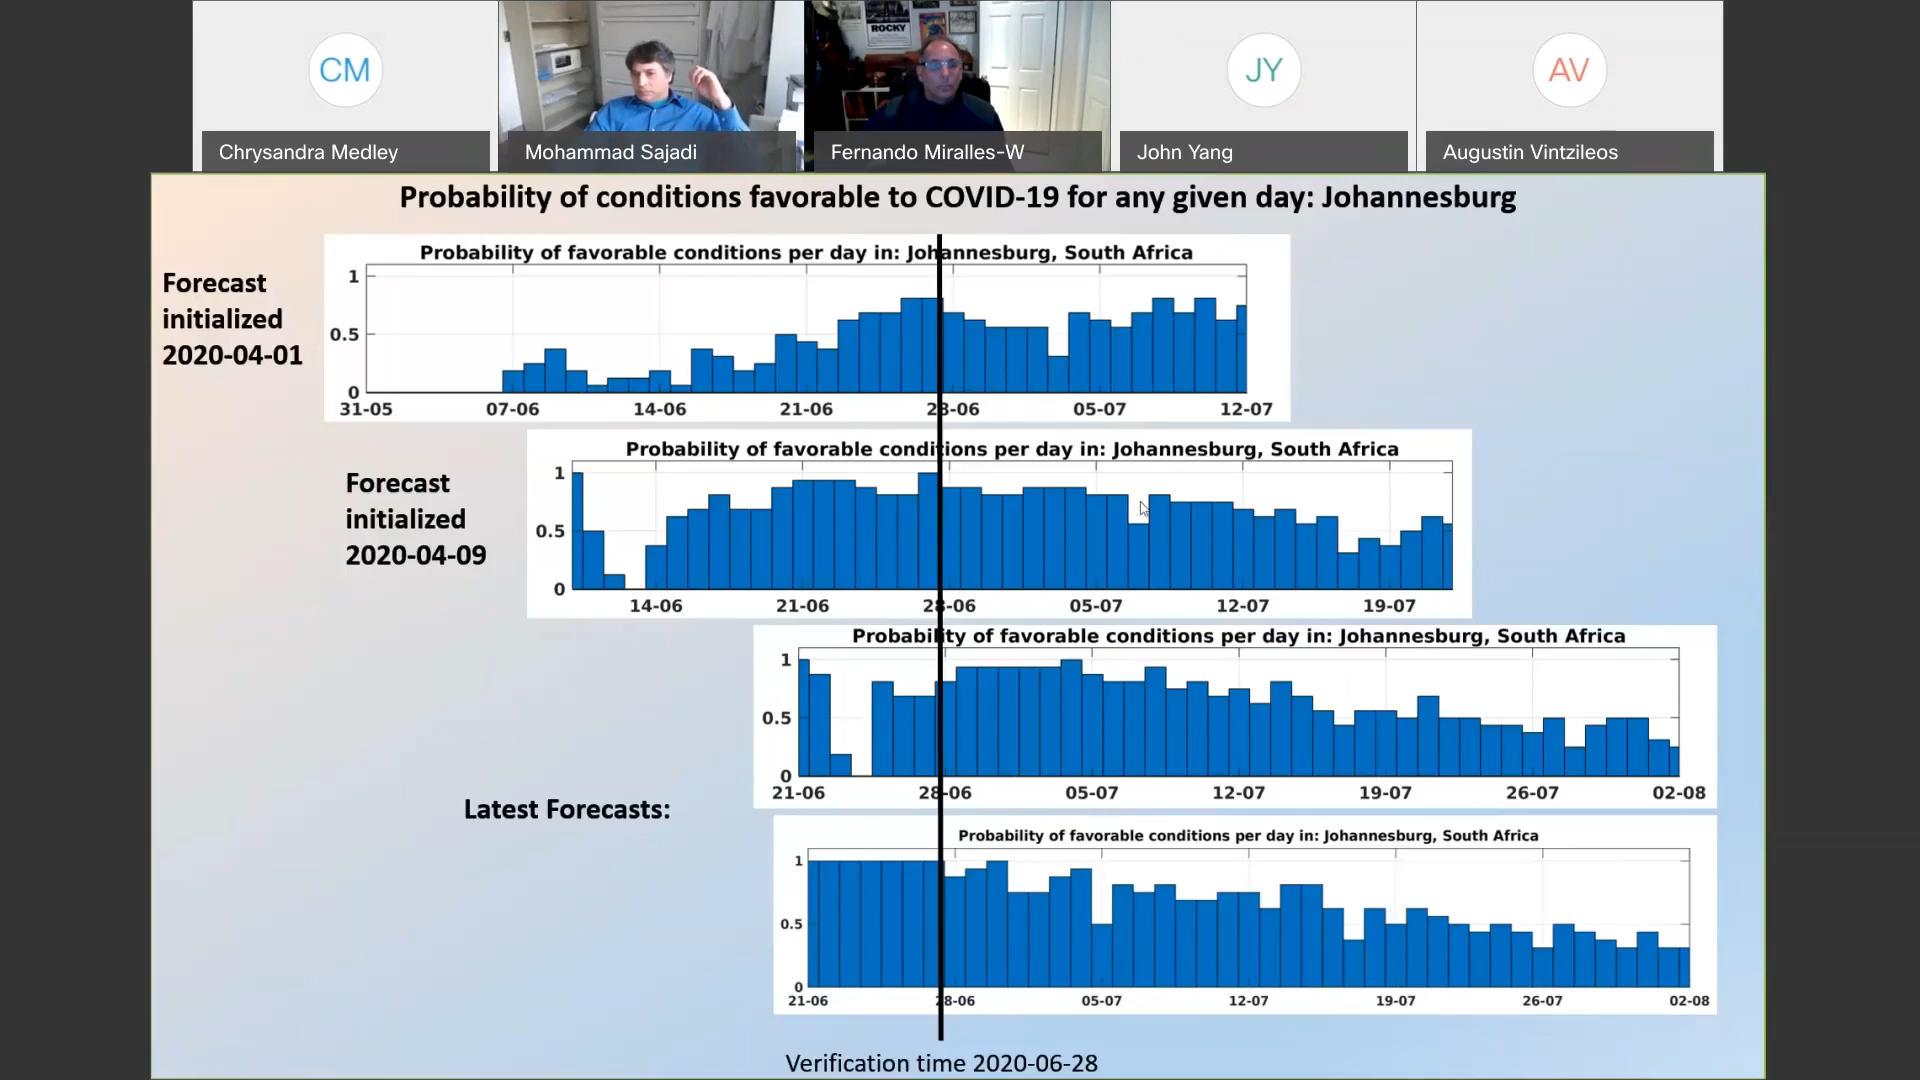 CM
ROCKY
JY
AV
Chrysandra Medley
Mohammad Sajadi
Fernando Miralles-W
John Yang
Augustin Vintzileos
Probability of conditions favorable to COVID-19 for any given day: Johannesburg
Forecast
initialized
2020-04-01
Probability of favorable conditions per day in: Johannesburg, South Africa
1
0.5
0
31-05 07-06 14-06 21-06 28-06 05-07 12-07
Forecast
initialized
2020-04-09
Probability of favorable conditions per day in: Johannesburg, South Africa
1
0.5
0
14-06 21-06 28-06 05-07 12-07 19-07
Latest Forecasts:
Probability of favorable conditions per day in: Johannesburg, South Africa
1
0.5
0
21-06 28-06 05-07 12-07 19-07 26-07 02-08
Probability of favorable conditions per day in: Johannesburg, South Africa
1
0.5
0
21-06 28-06 05-07 12-07 19-07 26-07 02-08
Verification time 2020-06-28